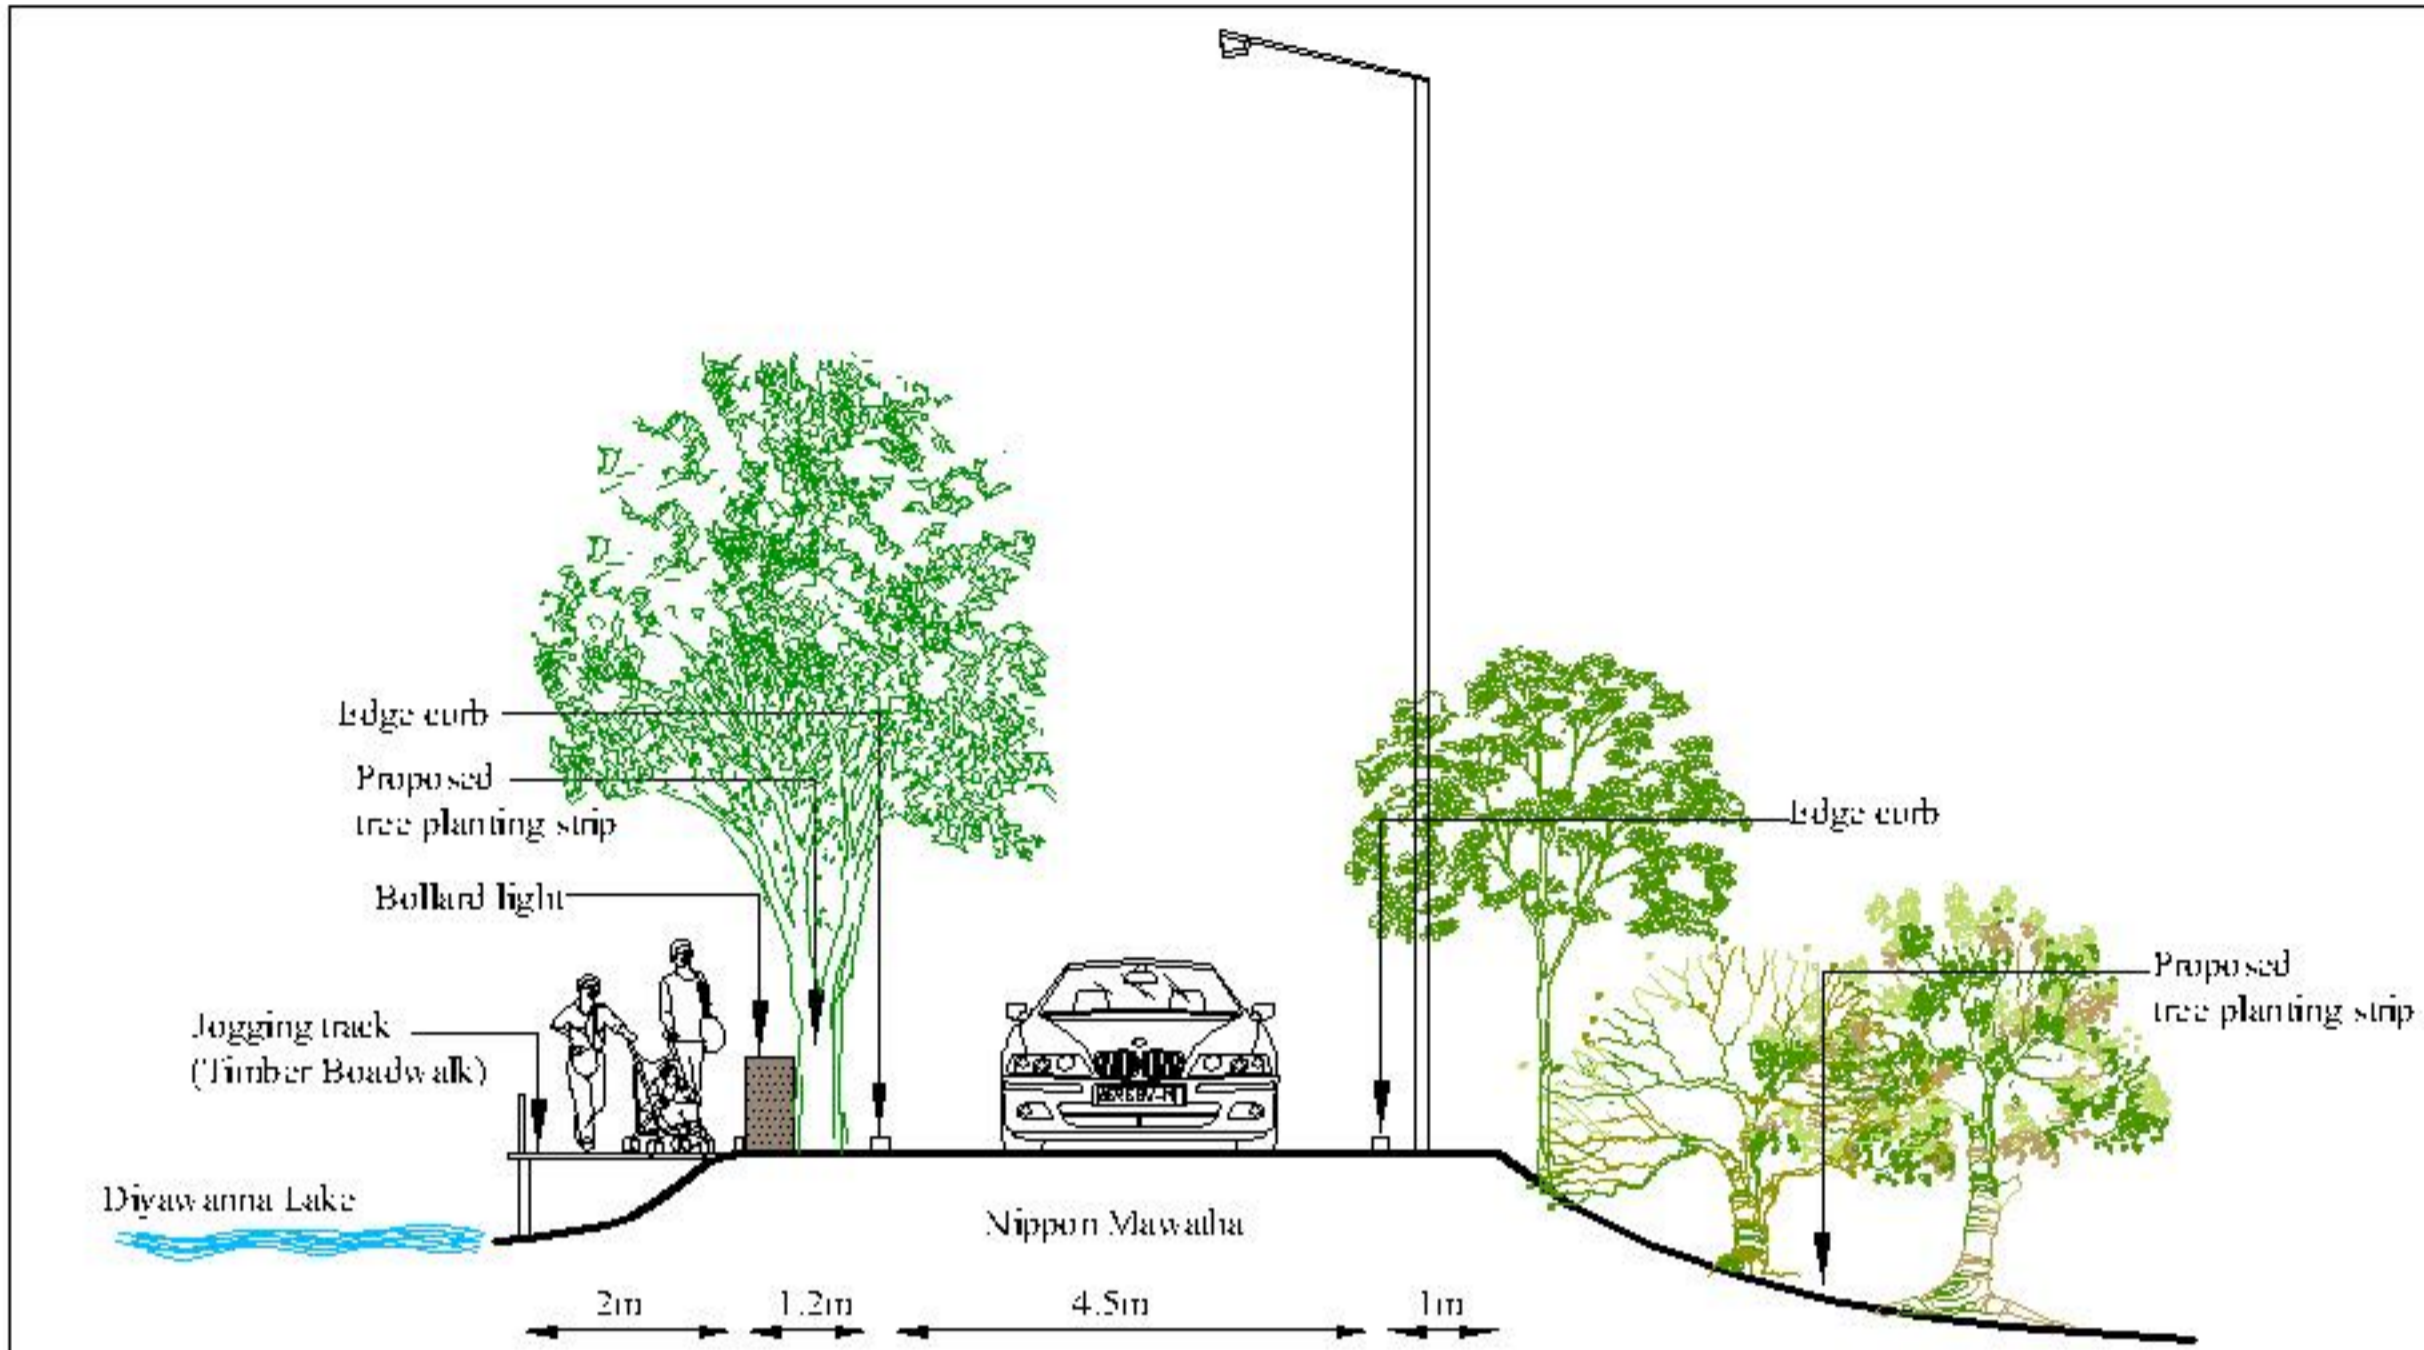 Edge curb
Proposed
tree planting strip
Bollard light
Jogging track
(Timber Boadwalk)
Diyawanna Lake
Nippon Mawatha
Edge curb
Proposed
tree planting strip
2m
1.2m
4.5m
1m